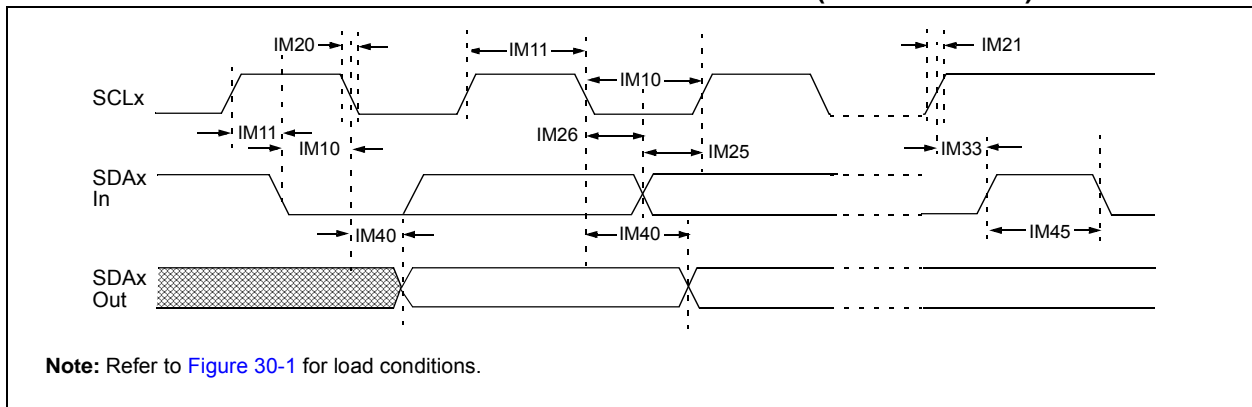 IM20
IM11
IM21
IM10
SCLx
IM11
IM26
IM10
IM25
IM33
SDAx
In
IM40
IM40
IM45
SDAx
Out
Note: Refer to Figure 30-1 for load conditions.